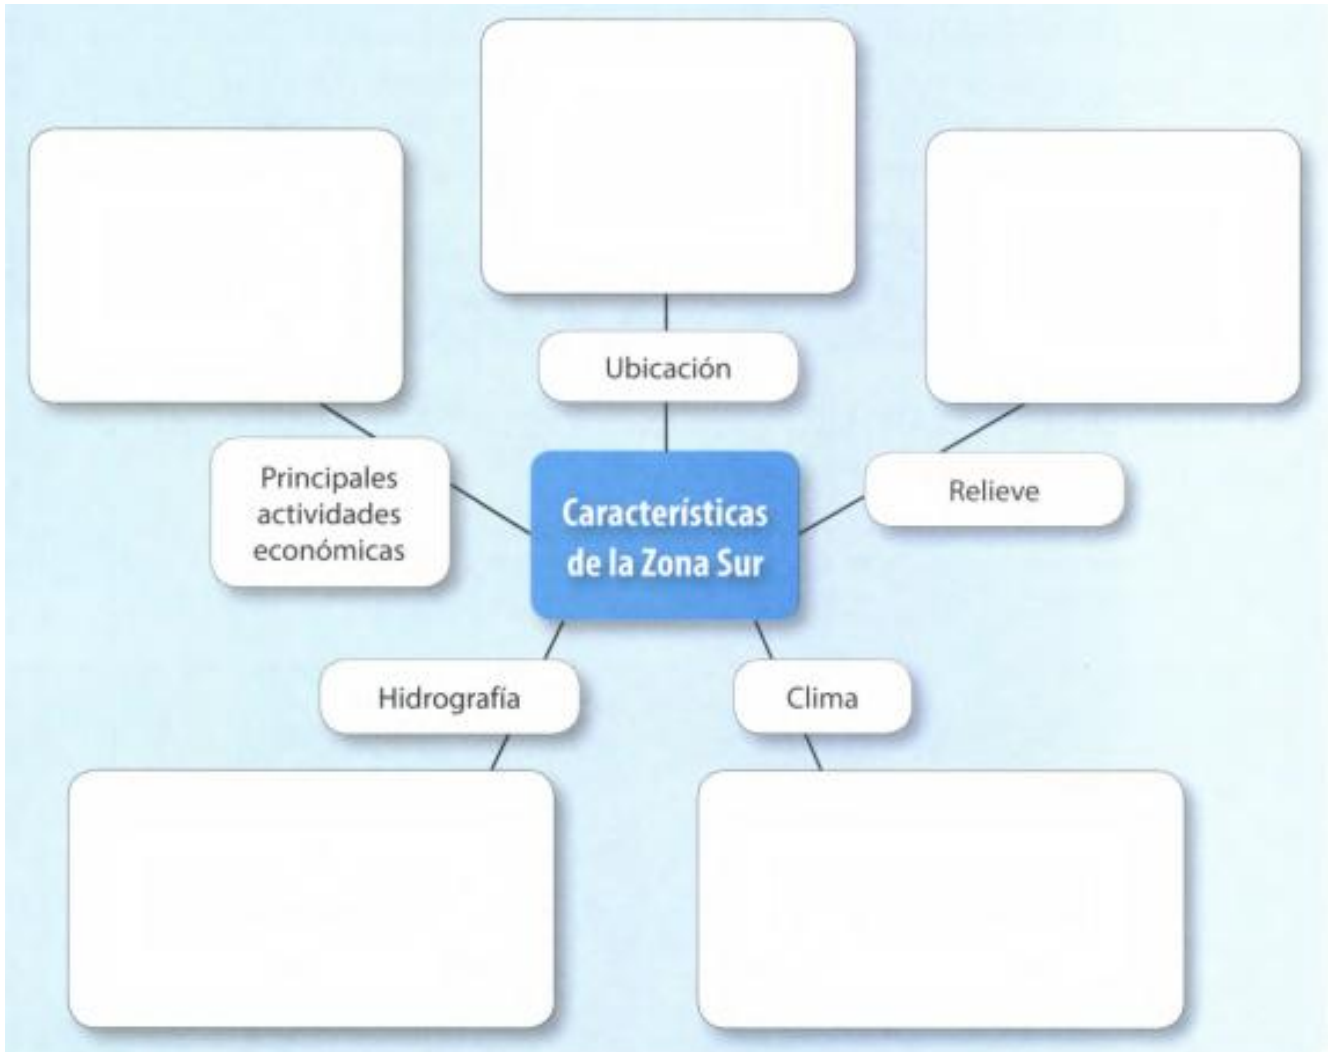 Ubicación
Relieve
Principales
actividades
económicas
Características
de la Zona Sur
Hidrografía
Clima